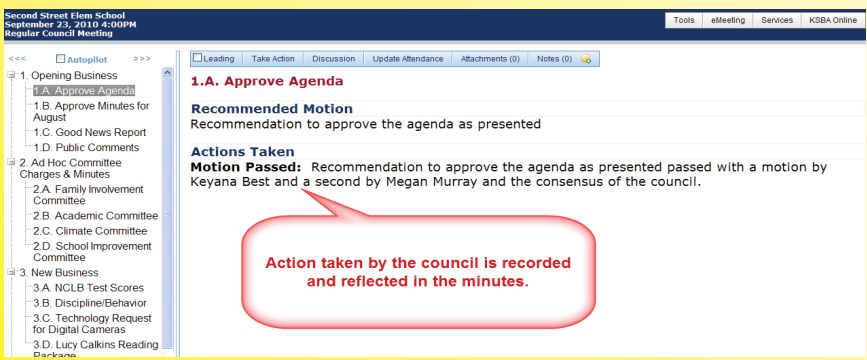 Second Street Elem School
September 23, 2010 4:00PM
Regular Council Meeting
Tools eMeeting Services KSBA Online
<<< Autopilot >>>
1. Opening Business
1.A. Approve Agenda
1.B. Approve Minutes for
August
1.C. Good News Report
1.D. Public Comments
2. Ad Hoc Committee
Charges & Minutes
2.A. Family Involvement
Committee
2.B. Academic Committee
2.C. Climate Committee
2.D. School Improvement
Committee
3. New Business
3.A. NCLB Test Scores
3.B. Discipline/Behavior
3.C. Technology Request
for Digital Cameras
3.D. Lucy Calkins Reading
Package
Leading Take Action Discussion Update Attendance Attachments (0) Notes (0)
1.A. Approve Agenda
Recommended Motion
Recommendation to approve the agenda as presented
Actions Taken
Motion Passed: Recommendation to approve the agenda as presented passed with a motion by
Keyana Best and a second by Megan Murray and the consensus of the council.
Action taken by the council is recorded
and reflected in the minutes.